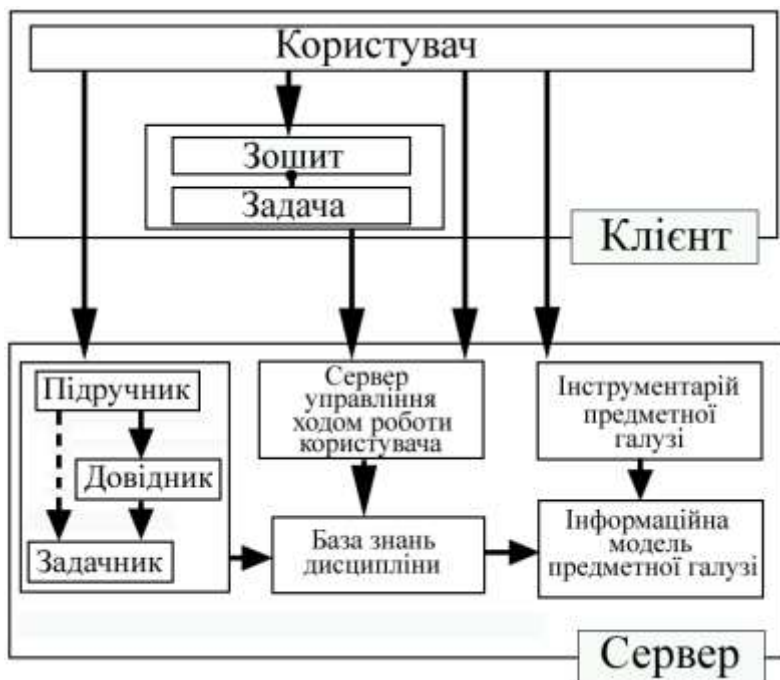 Користувач
Зошит
Задача
Клієнт
Підручник
Довідник
Задачник
Сервер
управління
ходом роботи
користувача
Інструментарій
предметної
галузі
База знань
дисципліни
Інформаційна
модель
предметної галузі
Сервер